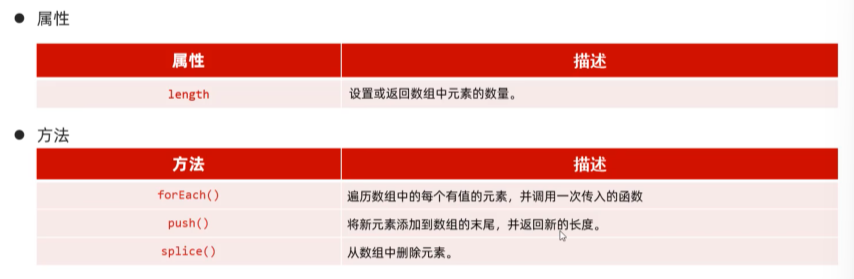 属性
属性 描述
length 设置或返回数组中元素的数量。
方法
方法 描述
forEach() 遍历数组中的每个有值的元素，并调用一次传入的函数
push() 将新元素添加到数组的末尾，并返回新的长度。
splice() 从数组中删除元素。